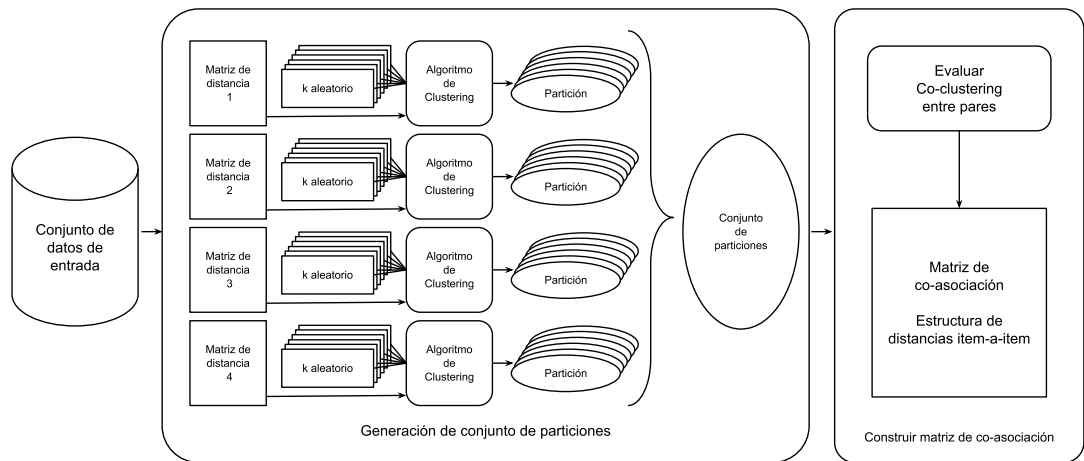 Conjunto de
datos de
entrada
Matriz de
distancia
1
k aleatorio
Algoritmo
de
Clustering
Partición
Matriz de
distancia
2
k aleatorio
Algoritmo
de
Clustering
Partición
Matriz de
distancia
3
k aleatorio
Algoritmo
de
Clustering
Partición
Matriz de
distancia
4
k aleatorio
Algoritmo
de
Clustering
Partición
Conjunto
de
particiones
Generación de conjunto de particiones
Evaluar
Co-clustering
entre pares
Matriz de
co-asociación
Estructura de
distancias item-a-item
Construir matriz de co-asociación